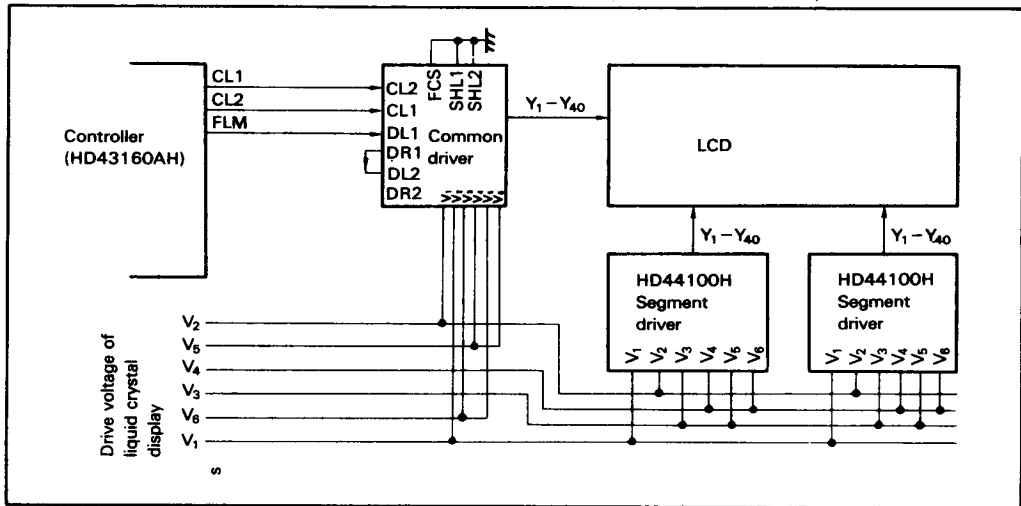 CL1
CL2
FLM
Controller
(HD43160AH)
FCS
SHL1
SHL2
CL2
CL1
DL1
DR1
DL2
DR2
Common
driver
V1
Y1–Y40
LCD
Y1–Y40
Y1–Y40
HD44100H
Segment
driver
V1 V2 V3 V4 V5 V6
HD44100H
Segment
driver
V1 V2 V3 V4 V5 V6
Drive voltage of
liquid crystal
display
V2
V5
V4
V3
V6
V1
s